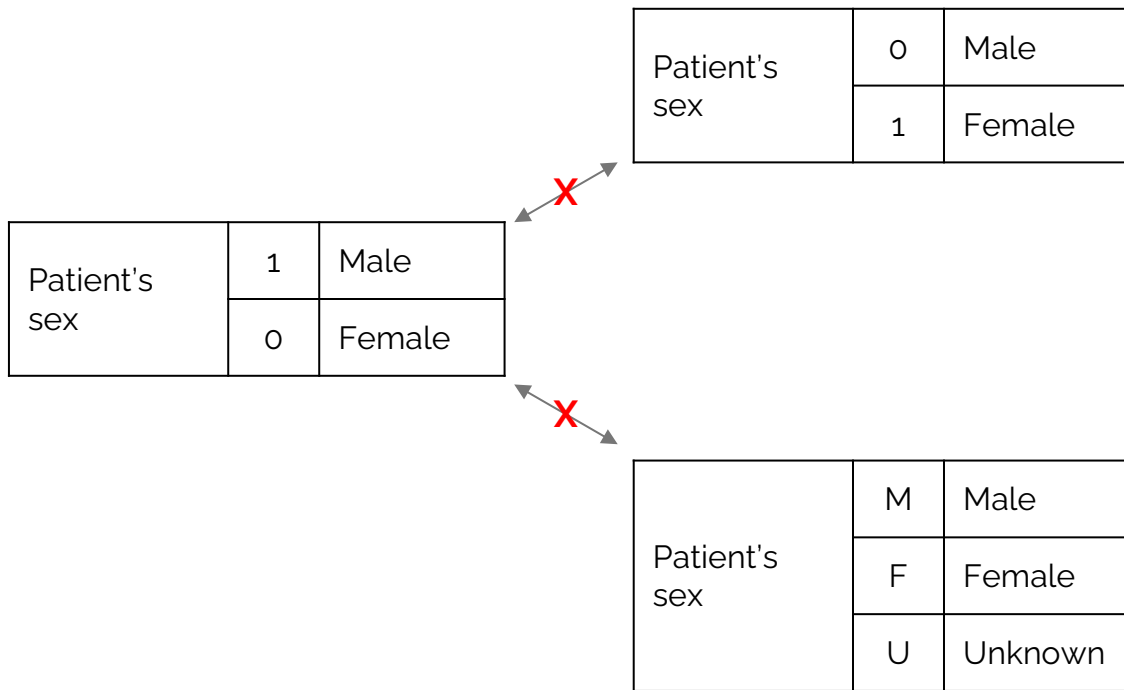 Patient’s
sex
0 Male
1 Female
X
Patient’s
sex
1 Male
0 Female
X
Patient’s
sex
M Male
F Female
U Unknown